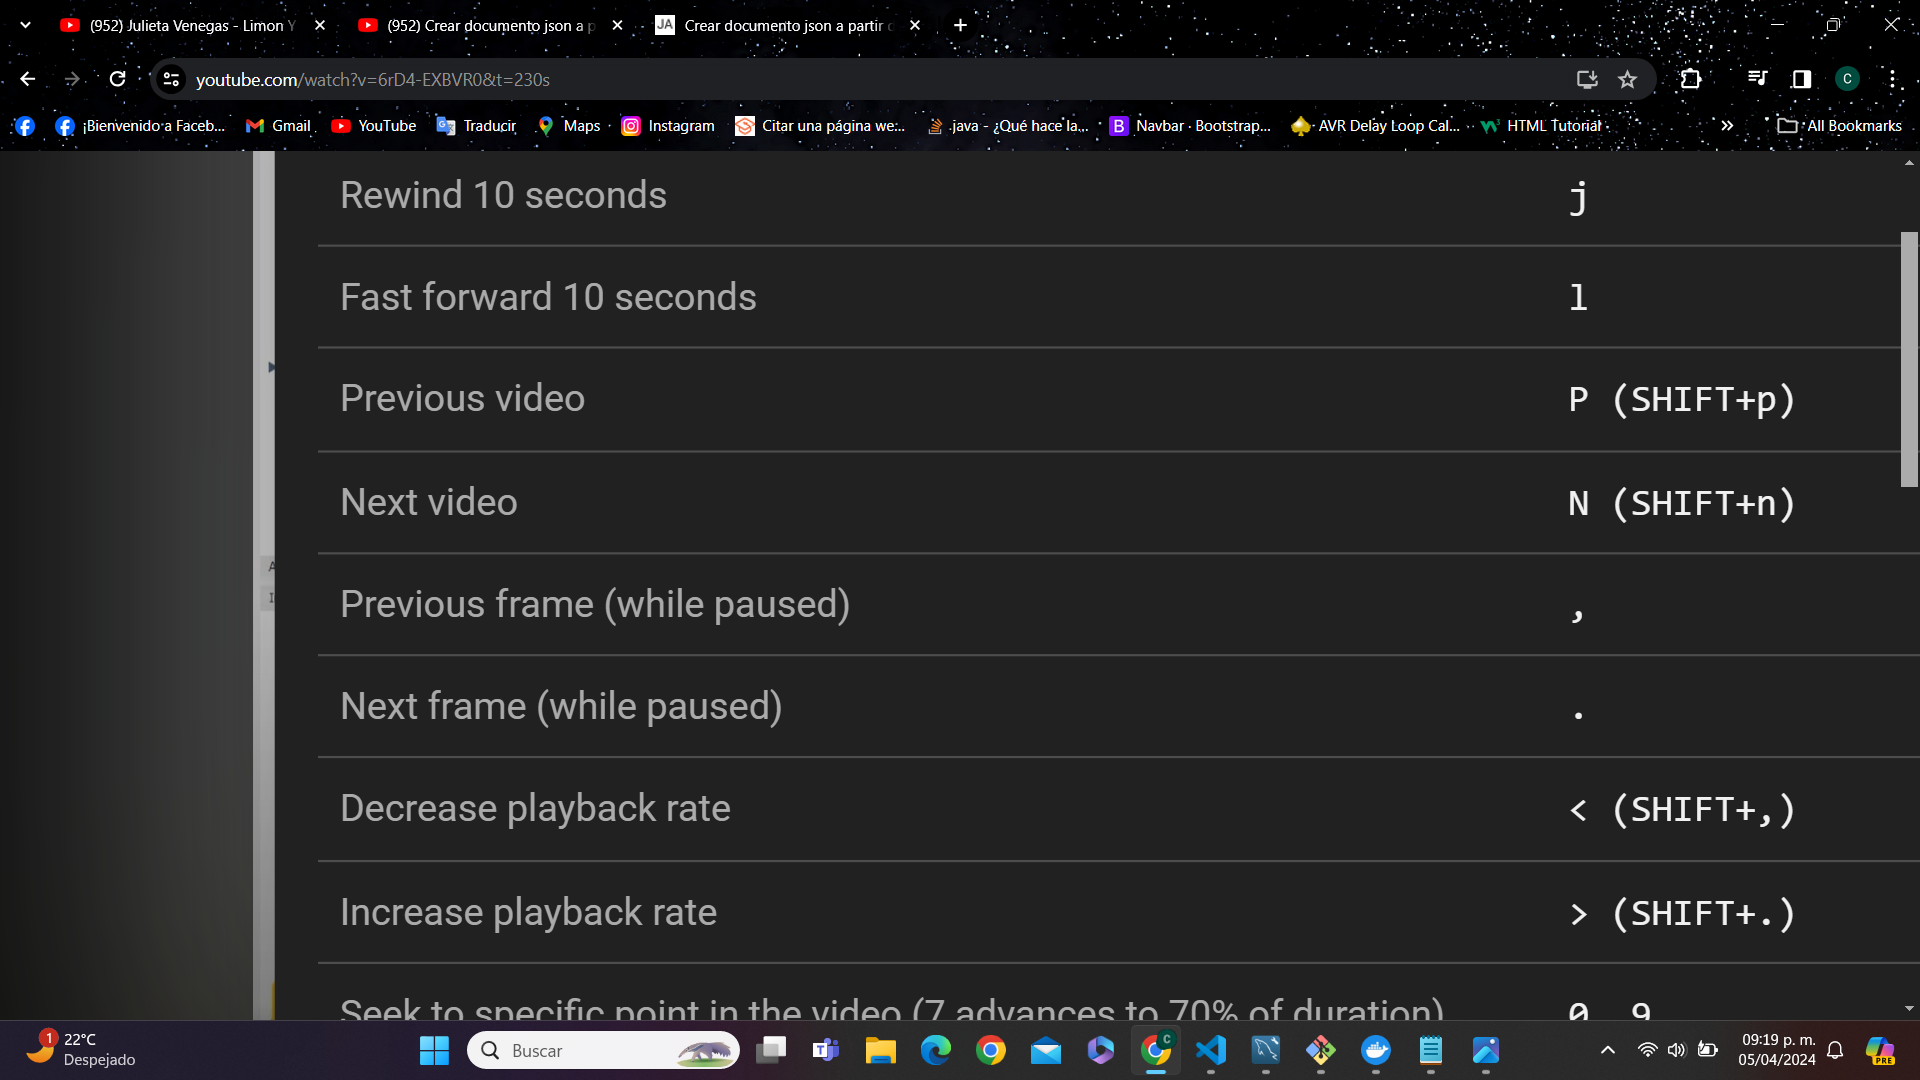 (952) Julieta Venegas - Limon Y
(952) Crear documento json a p
JA Crear documento json a partir d
youtube.com/watch?v=6rD4-EXBVR0&t=230s
C
¡Bienvenido a Faceb...
Gmail
YouTube
Traducir
Maps
Instagram
Citar una página we...
java - ¿Qué hace la...
B Navbar · Bootstrap...
AVR Delay Loop Cal...
HTML Tutorial
»
All Bookmarks
Rewind 10 seconds j
Fast forward 10 seconds l
Previous video P (SHIFT+p)
Next video N (SHIFT+n)
Previous frame (while paused) ,
Next frame (while paused) .
Decrease playback rate < (SHIFT+,)
Increase playback rate > (SHIFT+.)
Seek to specific point in the video (7 advances to 70% of duration) 0..9
1
22°C
Despejado
Buscar
C
09:19 p. m.
05/04/2024
PRE